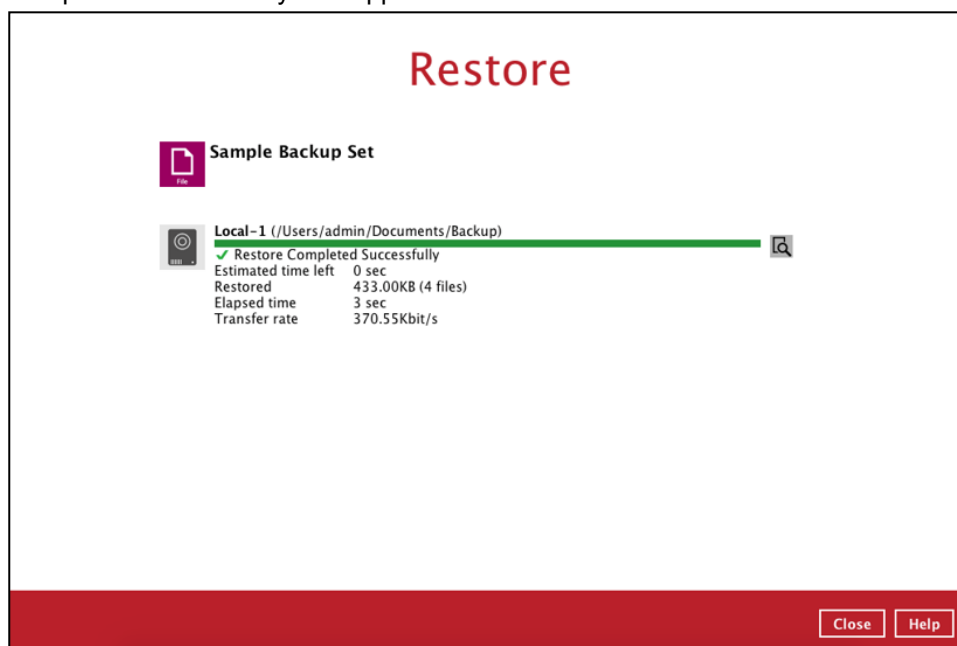 Restore
Sample Backup Set
File
Local-1 (/Users/admin/Documents/Backup)
✓ Restore Completed Successfully
Estimated time left 0 sec
Restored 433.00KB (4 files)
Elapsed time 3 sec
Transfer rate 370.55Kbit/s
Close Help